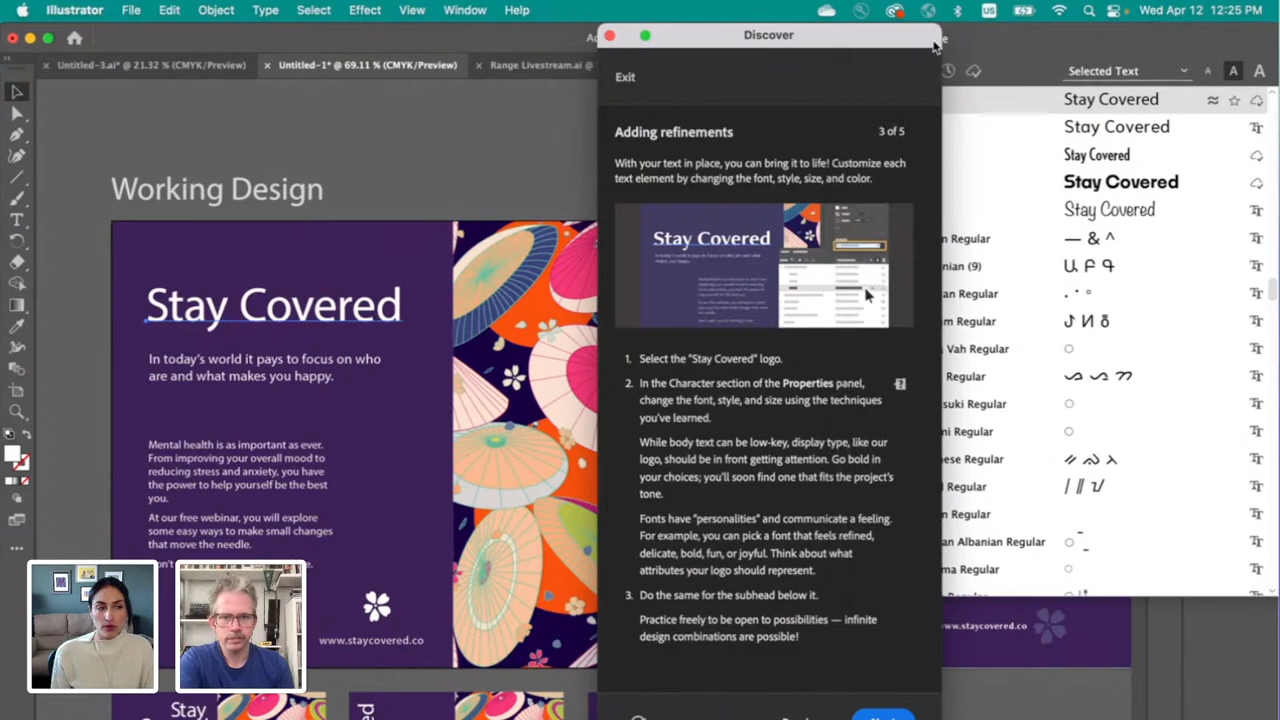 Illustrator File Edit Object Type Select Effect View Window Help
US Wed Apr 12 12:25 PM
Discover
Untitled-3.ai* @ 21.32 % (CMYK/Preview)
Untitled-1* @ 69.11 % (CMYK/Preview)
Range Livestream.ai @
Exit
Selected Text
A A A
Working Design
Stay Covered
In today's world it pays to focus on who
are and what makes you happy.
Mental health is as important as ever.
From improving your overall mood to
reducing stress and anxiety, you have
the power to help yourself be the best
you.
At our free webinar, you will explore
some easy ways to make small changes
that move the needle.
www.staycovered.co
Stay
Adding refinements 3 of 5
With your text in place, you can bring it to life! Customize each
text element by changing the font, style, size, and color.
Stay Covered
1. Select the "Stay Covered" logo.
2. In the Character section of the Properties panel,
change the font, style, and size using the techniques
you've learned.
While body text can be low-key, display type, like our
logo, should be in front getting attention. Go bold in
your choices; you'll soon find one that fits the project's
tone.
Fonts have "personalities" and communicate a feeling.
For example, you can pick a font that feels refined,
delicate, bold, fun, or joyful. Think about what
attributes your logo should represent.
3. Do the same for the subhead below it.
Practice freely to be open to possibilities — infinite
design combinations are possible!
Stay Covered
Stay Covered
Stay Covered
Stay Covered
Stay Covered
m Regular — & ^
nian (9) Ա Բ Գ
an Regular
m Regular
a Vah Regular
Regular
suki Regular
mi Regular
nese Regular
l Regular
n Regular
an Albanian Regular
ma Regular
www.staycovered.co